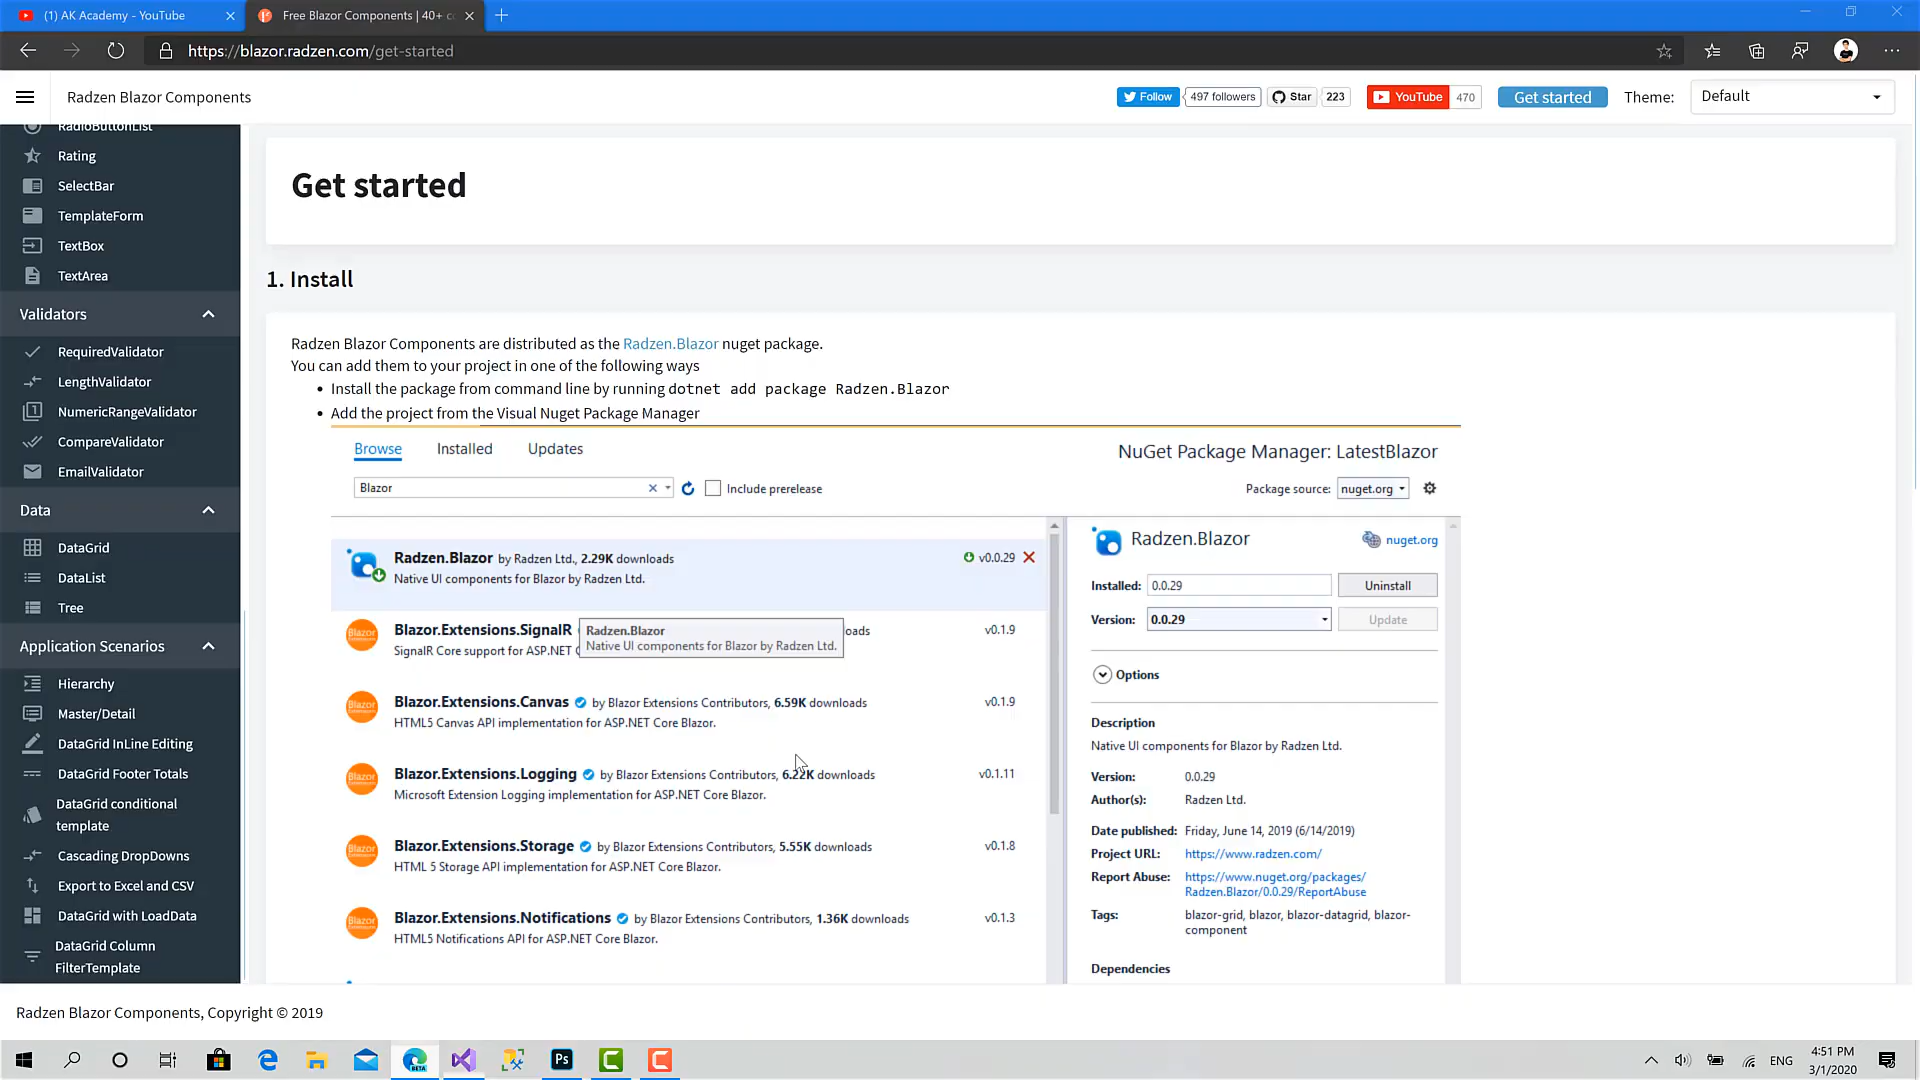 (1) AK Academy - YouTube
Free Blazor Components | 40+ cc
https://blazor.radzen.com/get-started
Radzen Blazor Components
Follow
497 followers
Star
223
YouTube
470
Get started
Theme:
Default
RadioButtonList
Rating
SelectBar
TemplateForm
TextBox
TextArea
Validators
RequiredValidator
LengthValidator
NumericRangeValidator
CompareValidator
EmailValidator
Data
DataGrid
DataList
Tree
Application Scenarios
Hierarchy
Master/Detail
DataGrid InLine Editing
DataGrid Footer Totals
DataGrid conditional
template
Cascading DropDowns
Export to Excel and CSV
DataGrid with LoadData
DataGrid Column
FilterTemplate
Get started
1. Install
Radzen Blazor Components are distributed as the Radzen.Blazor nuget package.
You can add them to your project in one of the following ways
• Install the package from command line by running dotnet add package Radzen.Blazor
• Add the project from the Visual Nuget Package Manager
Browse
Installed
Updates
NuGet Package Manager: LatestBlazor
Blazor
Include prerelease
Package source:
nuget.org
Radzen.Blazor by Radzen Ltd., 2.29K downloads
v0.0.29
Native UI components for Blazor by Radzen Ltd.
Blazor.Extensions.SignalR
oads
v0.1.9
SignalR Core support for ASP.NET C
Radzen.Blazor
Native UI components for Blazor by Radzen Ltd.
Blazor
Extensions
Blazor.Extensions.Canvas by Blazor Extensions Contributors, 6.59K downloads
v0.1.9
HTML5 Canvas API implementation for ASP.NET Core Blazor.
Blazor
Extensions
Blazor.Extensions.Logging by Blazor Extensions Contributors, 6.22K downloads
v0.1.11
Microsoft Extension Logging implementation for ASP.NET Core Blazor.
Blazor
Extensions
Blazor.Extensions.Storage by Blazor Extensions Contributors, 5.55K downloads
v0.1.8
HTML 5 Storage API implementation for ASP.NET Core Blazor.
Blazor
Extensions
Blazor.Extensions.Notifications by Blazor Extensions Contributors, 1.36K downloads
v0.1.3
HTML5 Notifications API for ASP.NET Core Blazor.
Blazor
Extensions
Radzen.Blazor
nuget.org
Installed:
0.0.29
Uninstall
Version:
0.0.29
Update
Options
Description
Native UI components for Blazor by Radzen Ltd.
Version:
0.0.29
Author(s):
Radzen Ltd.
Date published:
Friday, June 14, 2019 (6/14/2019)
Project URL:
https://www.radzen.com/
Report Abuse:
https://www.nuget.org/packages/
Radzen.Blazor/0.0.29/ReportAbuse
Tags:
blazor-grid, blazor, blazor-datagrid, blazor-
component
Dependencies
Radzen Blazor Components, Copyright © 2019
BETA
Ps
ENG
4:51 PM
3/1/2020